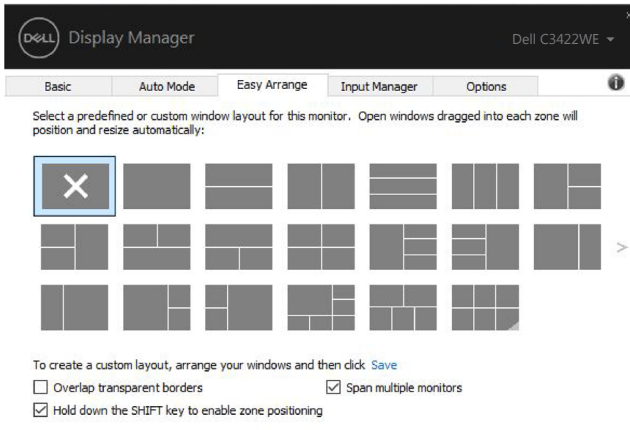 DELL Display Manager
Dell C3422WE
Basic Auto Mode Easy Arrange Input Manager Options
Select a predefined or custom window layout for this monitor. Open windows dragged into each zone will
position and resize automatically:
To create a custom layout, arrange your windows and then click Save
Overlap transparent borders Span multiple monitors
Hold down the SHIFT key to enable zone positioning